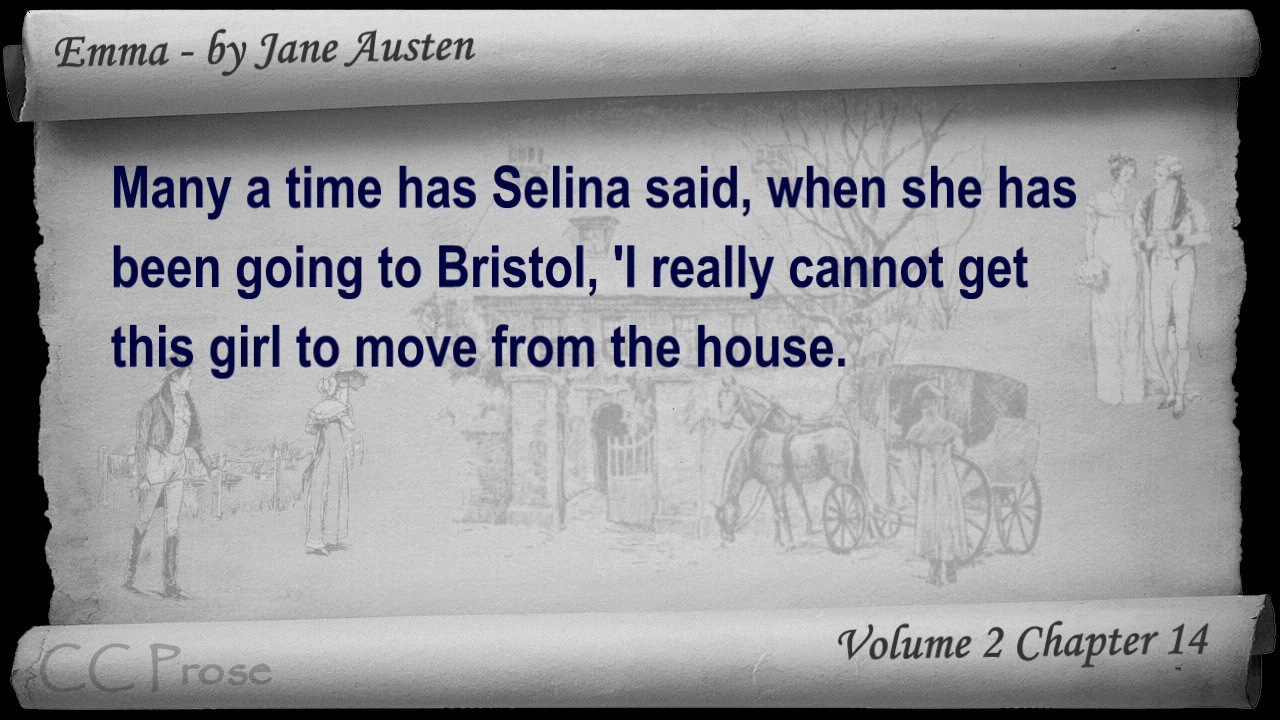 Emma - by Jane Austen
Many a time has Selina said, when she has
been going to Bristol, 'I really cannot get
this girl to move from the house.
Volume 2 Chapter 14
CC Prose